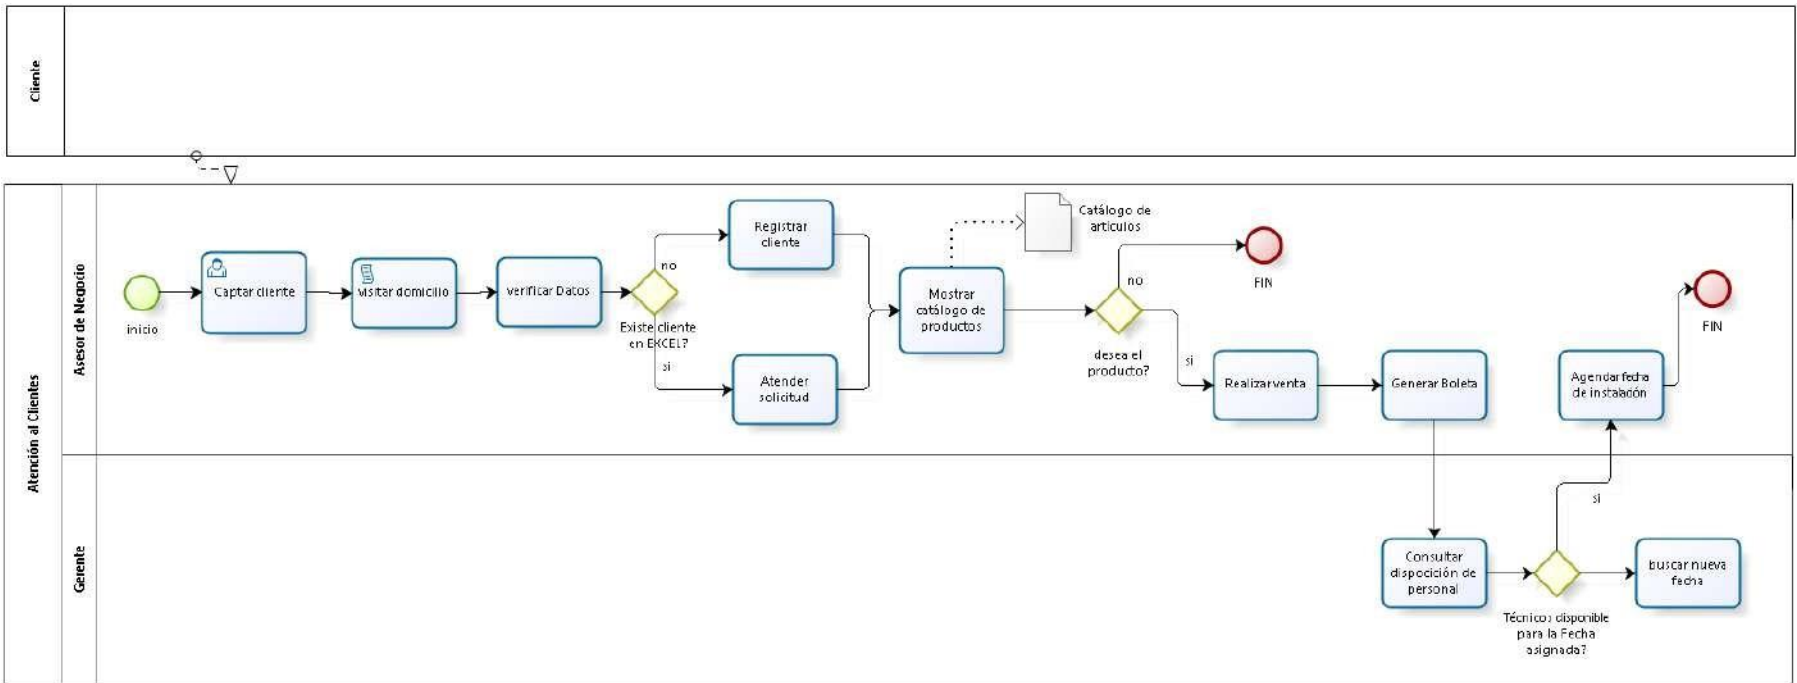 Cliente
Atención al Clientes
Asesor de Negocio
Gerente
inicio
Captar cliente
visitar domicilio
verificar Datos
no
Existe cliente
en EXCEL?
si
Registrar
cliente
Atender
solicitud
Mostrar
catálogo de
productos
Catálogo de
articulos
no
desea el
producto?
si
FIN
Realizar venta
Generar Boleta
Agendar fecha
de instalación
FIN
si
Consultar
disposición de
personal
Técnicos disponible
para la Fecha
asignada?
buscar nueva
fecha